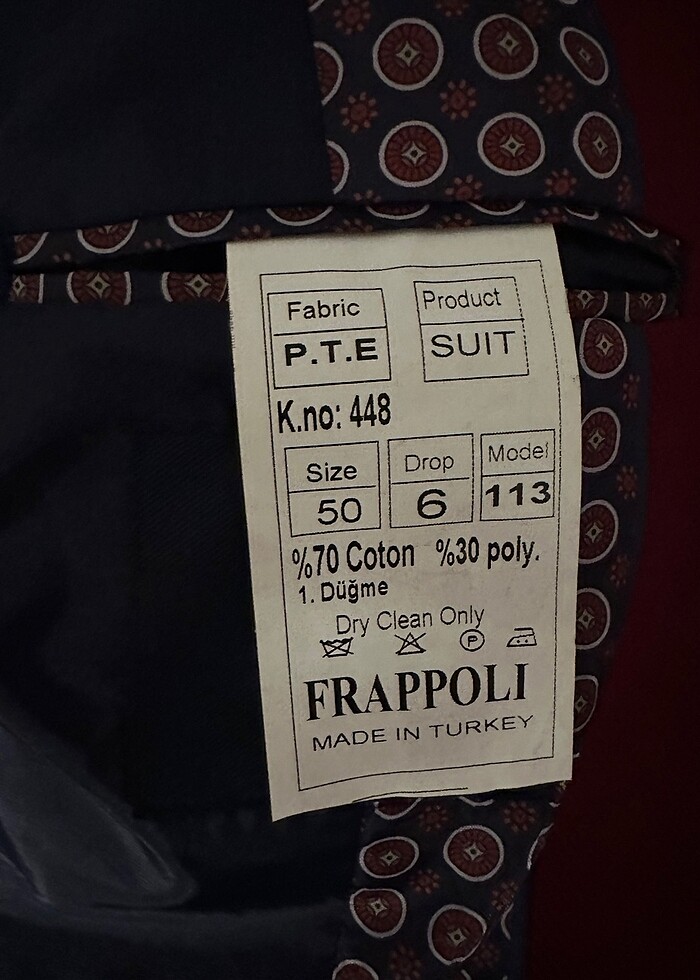 Fabric
P.T.E
Product
SUIT
K.no: 448
Size
50
Drop
6
Model
113
%70 Coton %30 poly.
1. Düğme
Dry Clean Only
P
FRAPPOLI
MADE IN TURKEY